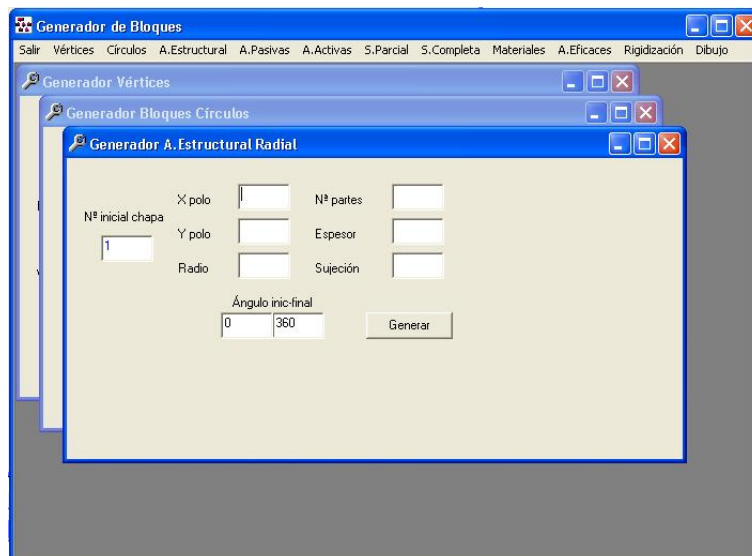 Generador de Bloques
Salir Vértices Círculos A.Estructural A.Pasivas A.Activas S.Parcial S.Completa Materiales A.Eficaces Rigidización Dibujo
Generador Vértices
Generador Bloques Círculos
Generador A.Estructural Radial
X polo Nª partes
Nª inicial chapa
1
Y polo Espesor
Radio Sujeción
Ángulo inic-final
0 360 Generar